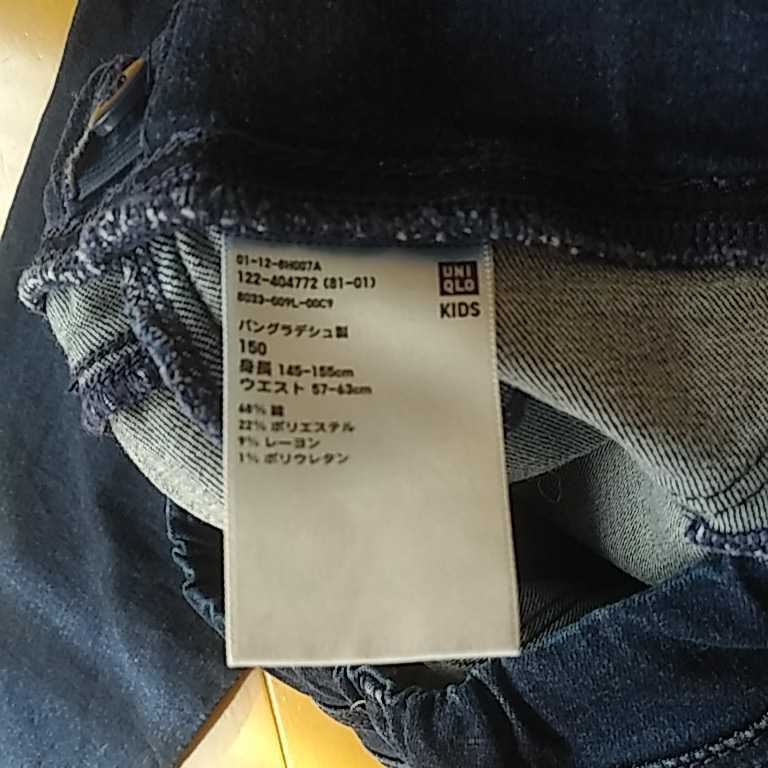 01-12-8H007A
122-404772 (81-01)
8033-009L-00C9
UNI
QLO
KIDS
バングラデシュ製
150
身長 145-155cm
ウエスト 57-63cm
68% 綿
22% ポリエステル
9% レーヨン
1% ポリウレタン